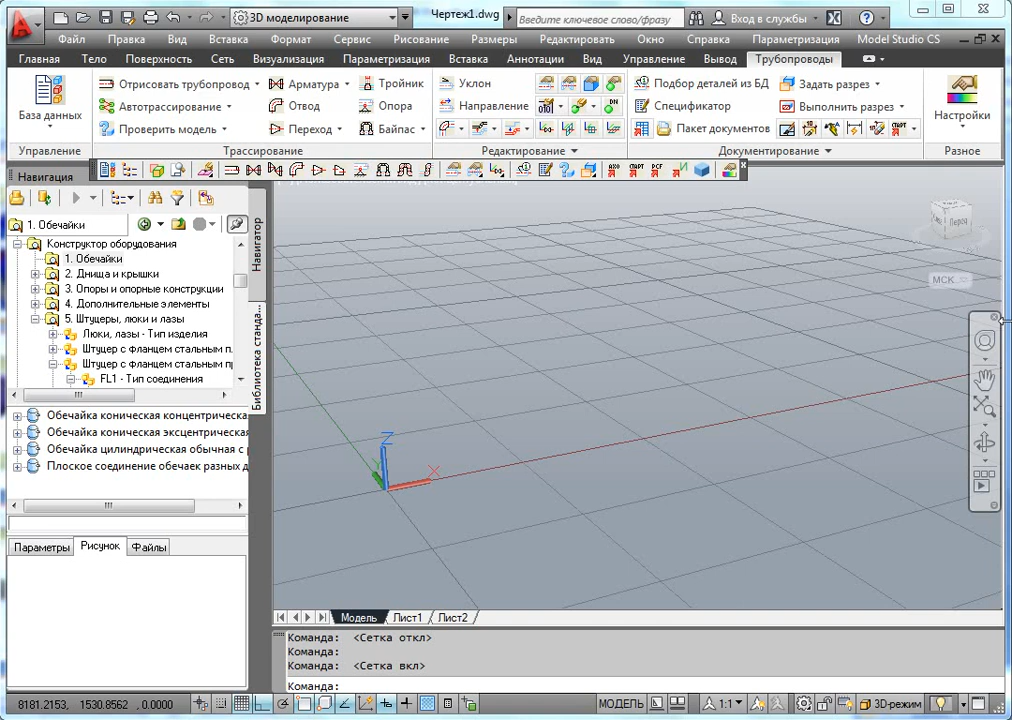 3D моделирование
Чертеж1.dwg
Введите ключевое слово/фразу
Вход в службы
Файл Правка Вид Вставка Формат Сервис Рисование Размеры Редактировать Окно Справка Параметризация Model Studio CS
Главная Тело Поверхность Сеть Визуализация Параметризация Вставка Аннотации Вид Управление Вывод Трубопроводы
База данных
Управление
Отрисовать трубопровод Арматура Тройник
Автотрассирование Отвод Опора
Проверить модель Переход Байпас
Трассирование
Уклон
Направление
Редактирование
Подбор деталей из БД Задать разрез
Спецификатор Выполнить разрез
Пакет документов
Документирование
Настройки
Разное
Навигация
1. Обечайки
Конструктор оборудования
1. Обечайки
2. Днища и крышки
3. Опоры и опорные конструкции
4. Дополнительные элементы
5. Штуцеры, люки и лазы
Люки, лазы - Тип изделия
Штуцер с фланцем стальным п.
Штуцер с фланцем стальным п
FL1 - Тип соединения
Навигатор
Библиотека станда...
Обечайка коническая концентрическа
Обечайка коническая эксцентрическа
Обечайка цилиндрическая обычная с
Плоское соединение обечаек разных д
Параметры Рисунок Файлы
Z
Y
X
Перед
МСК
Модель Лист1 Лист2
Команда: <Сетка откл>
Команда:
Команда: <Сетка вкл>
Команда:
8181.2153, 1530.8562 , 0.0000
МОДЕЛЬ
1:1
3D-режим